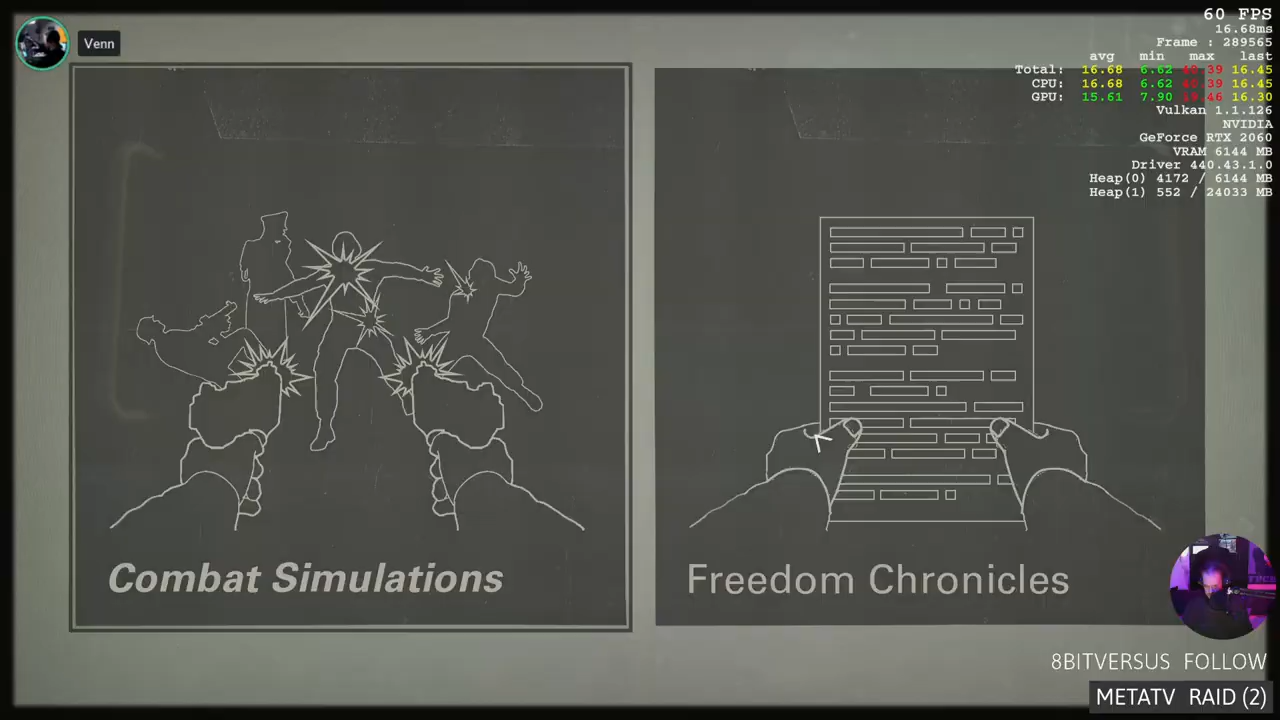 Venn
60 FPS
16.68ms
Frame : 289565
avg min max last
Total: 16.68 6.62 40.39 16.45
CPU: 16.68 6.62 40.39 16.45
GPU: 15.61 7.90 19.46 16.30
Vulkan 1.1.126
NVIDIA
GeForce RTX 2060
VRAM 6144 MB
Driver 440.43.1.0
Heap(0) 4172 / 6144 MB
Heap(1) 552 / 24033 MB
Combat Simulations
Freedom Chronicles
8BITVERSUS FOLLOW
METATV RAID (2)